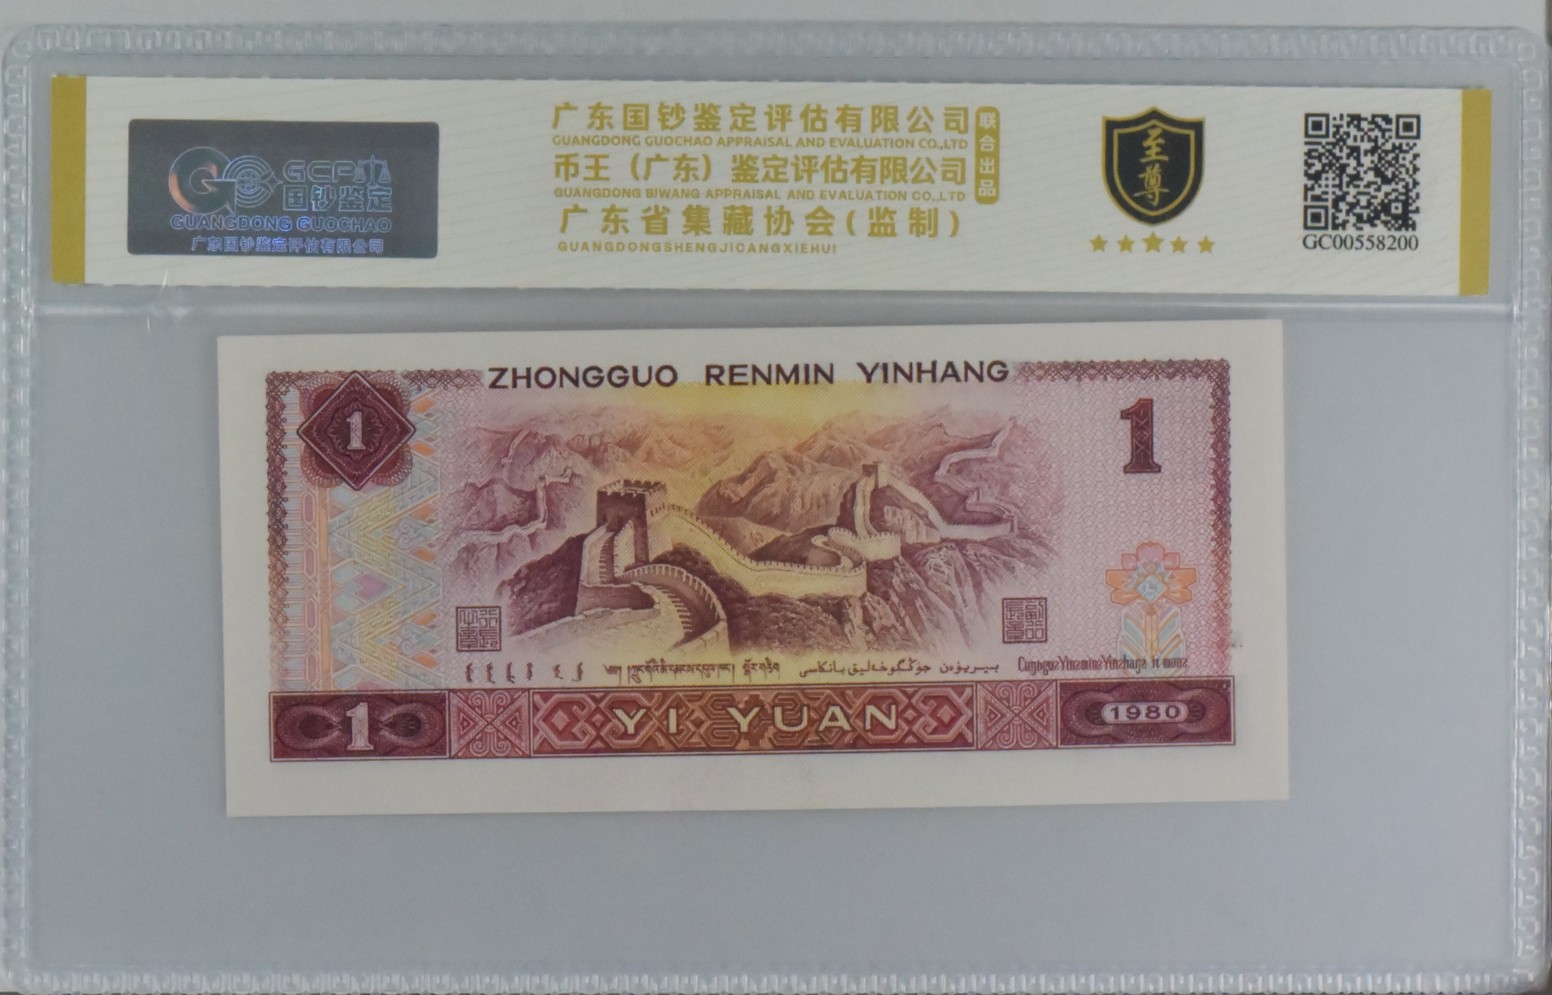 GCF
国钞鉴定
GUANGDONG GUOCHAO
广东国钞鉴定评估有限公司
广东国钞鉴定评估有限公司
GUANGDONG GUOCHAO APPRAISAL AND EVALUATION CO.,LTD
币王（广东）鉴定评估有限公司
GUANGDONG BIWANG APPRAISAL AND EVALUATION CO.,LTD
广东省集藏协会(监制)
GUANGDONGSHENGJICANGXIEHUI
联合出品
至尊
GC00558200
ZHONGGUO RENMIN YINHANG
1
1
1
YI YUAN
1980